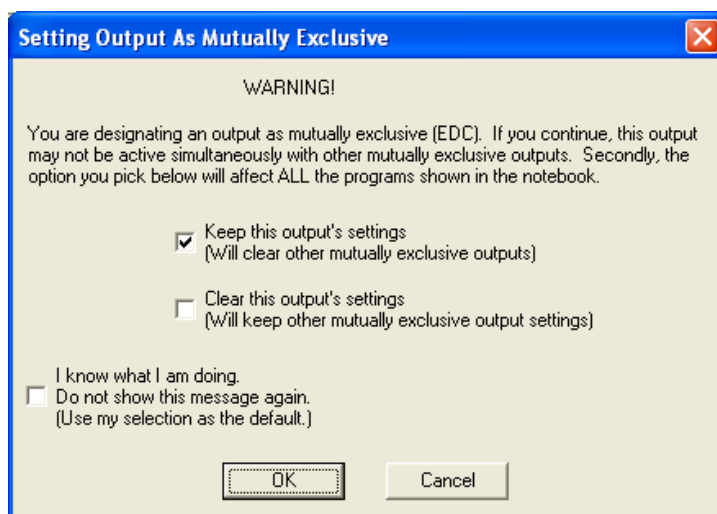 Setting Output As Mutually Exclusive
WARNING!
You are designating an output as mutually exclusive (EDC).  If you continue, this output
may not be active simultaneously with other mutually exclusive outputs.  Secondly, the
option you pick below will affect ALL the programs shown in the notebook.
Keep this output's settings
(Will clear other mutually exclusive outputs)
Clear this output's settings
(Will keep other mutually exclusive output settings)
I know what I am doing.
Do not show this message again.
(Use my selection as the default.)
OK
Cancel